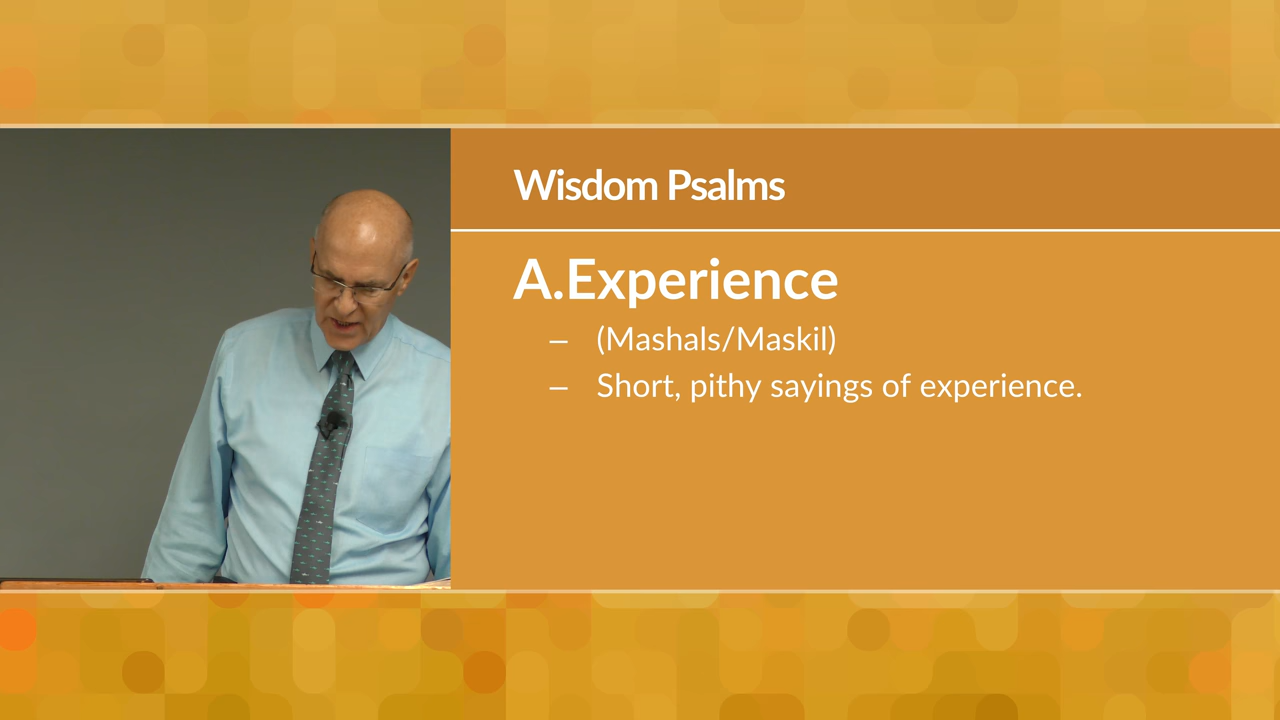 Wisdom Psalms
A.Experience
– (Mashals/Maskil)
– Short, pithy sayings of experience.